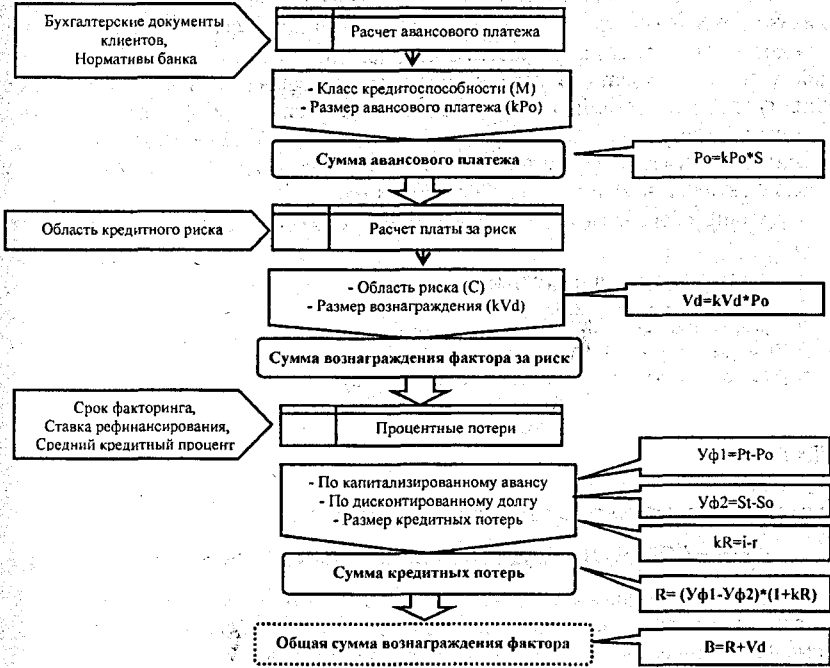 Бухгалтерские документы
клиентов,
Нормативы банка
Расчет авансового платежа
- Класс кредитоспособности (М)
- Размер авансового платежа (kPo)
Сумма авансового платежа
Po=kPo*S
Область кредитного риска
Расчет платы за риск
- Область риска (С)
- Размер вознаграждения (kVd)
Vd=kVd*Po
Сумма вознаграждения фактора за риск
Срок факторинга,
Ставка рефинансирования,
Средний кредитный процент
Процентные потери
- По капитализированному авансу
- По дисконтированному долгу
- Размер кредитных потерь
Уф1=Pt-Po
Уф2=St-So
kR=i-r
Сумма кредитных потерь
R= (Уф1-Уф2)*(1+kR)
Общая сумма вознаграждения фактора
B=R+Vd